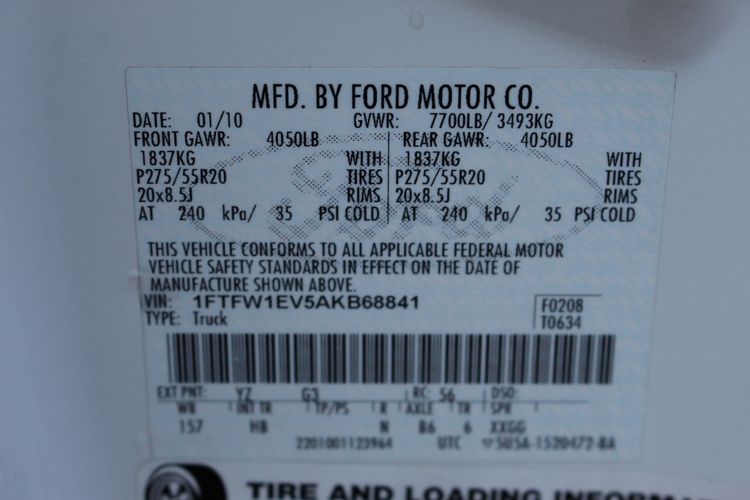 MFD. BY FORD MOTOR CO.
DATE: 01/10 GVWR: 7700LB/ 3493KG
FRONT GAWR: 4050LB REAR GAWR: 4050LB
1837KG WITH 1837KG WITH
P275/55R20 TIRES P275/55R20 TIRES
20x8.5J RIMS 20x8.5J RIMS
AT 240 kPa/ 35 PSI COLD AT 240 kPa/ 35 PSI COLD
Ford
THIS VEHICLE CONFORMS TO ALL APPLICABLE FEDERAL MOTOR
VEHICLE SAFETY STANDARDS IN EFFECT ON THE DATE OF
MANUFACTURE SHOWN ABOVE.
VIN: 1FTFW1EV5AKB68841 F0208
TYPE: Truck T0634
EXT PNT: YZ G3 RC: 56 DSO:
WB INT TR TP/PS R AXLE TR SPR
157 HB N B6 6 XXGG
2201001123964 UTC 5U5A-1520472-BA
TIRE AND LOADING